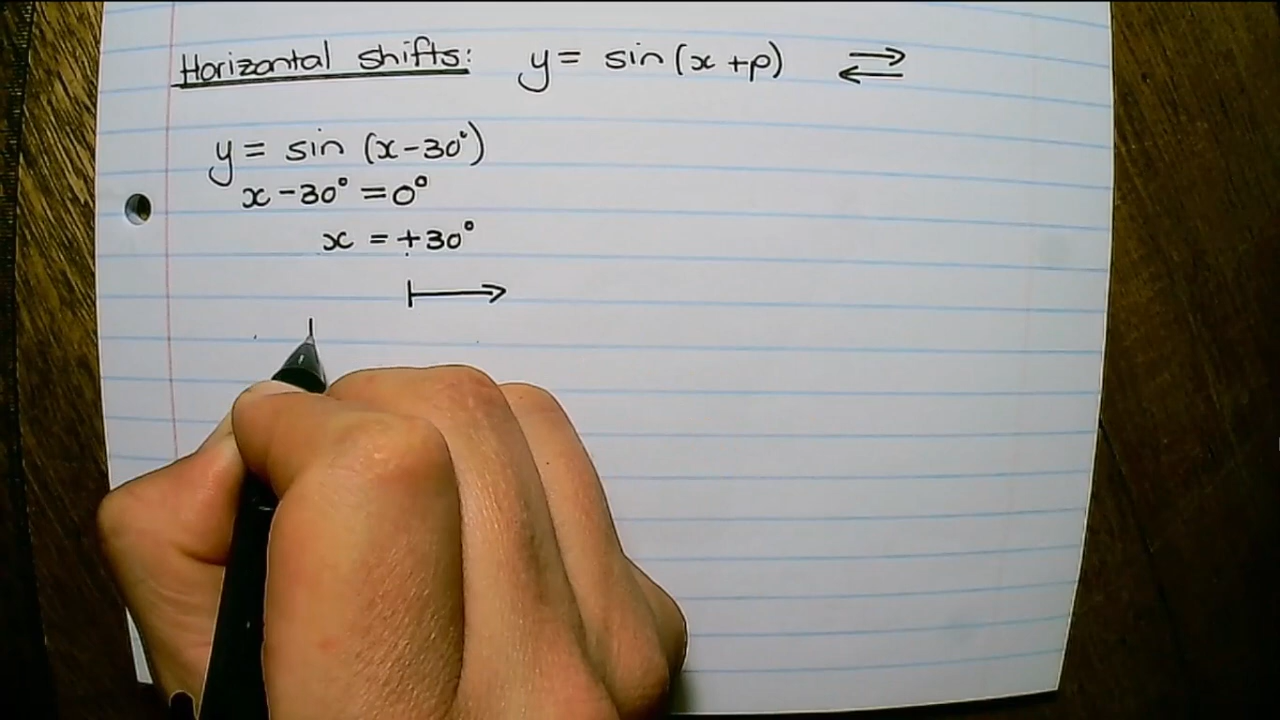 Horizontal shifts: y = sin(x+p) ⇄
y = sin (x-30°)
x - 30° = 0°
x = +30°